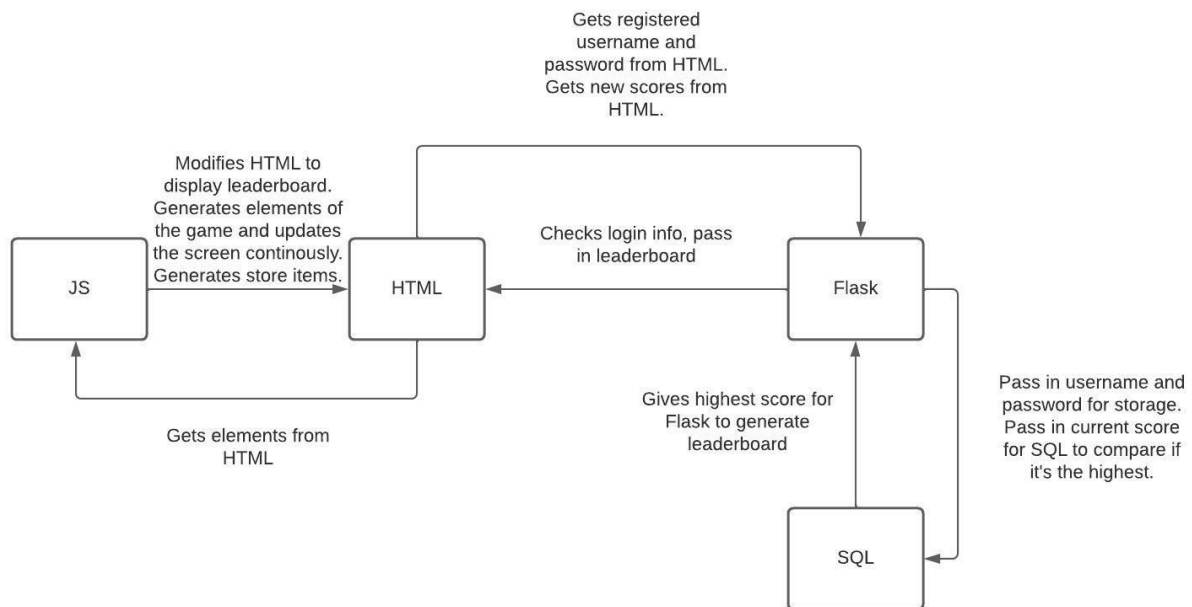 Gets registered
username and
password from HTML.
Gets new scores from
HTML.
Modifies HTML to
display leaderboard.
Generates elements of
the game and updates
the screen continously.
Generates store items.
Checks login info, pass
in leaderboard
JS
HTML
Flask
Gives highest score for
Flask to generate
leaderboard
Pass in username and
password for storage.
Pass in current score
for SQL to compare if
it's the highest.
Gets elements from
HTML
SQL